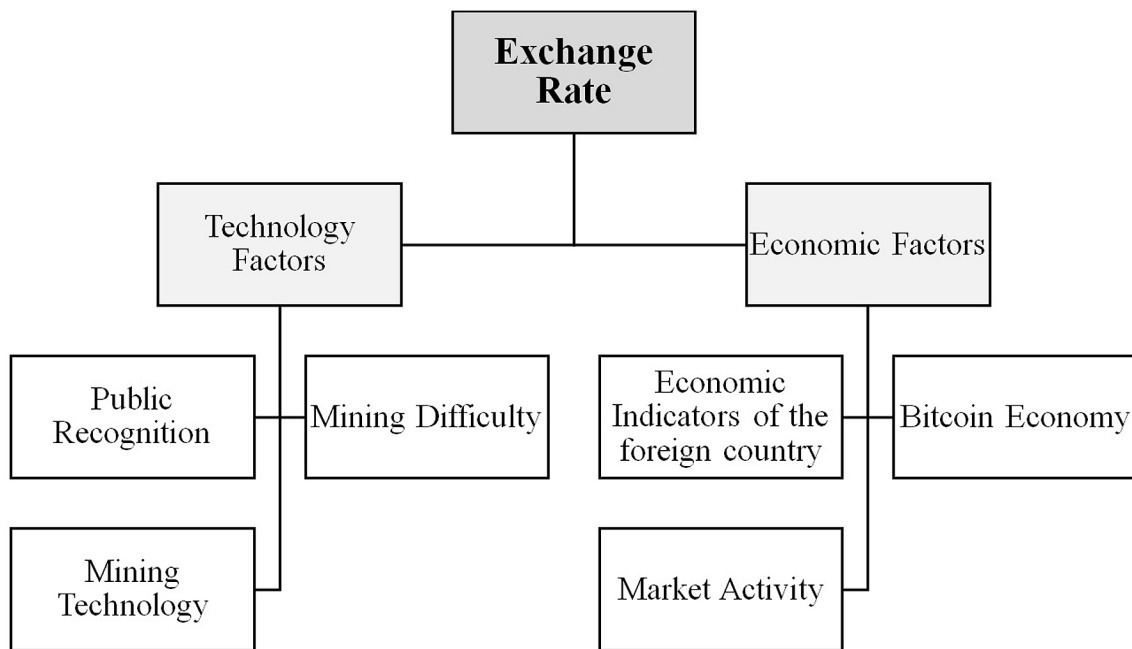 Exchange
Rate
Technology
Factors
Economic Factors
Public
Recognition
Mining Difficulty
Economic
Indicators of the
foreign country
Bitcoin Economy
Mining
Technology
Market Activity